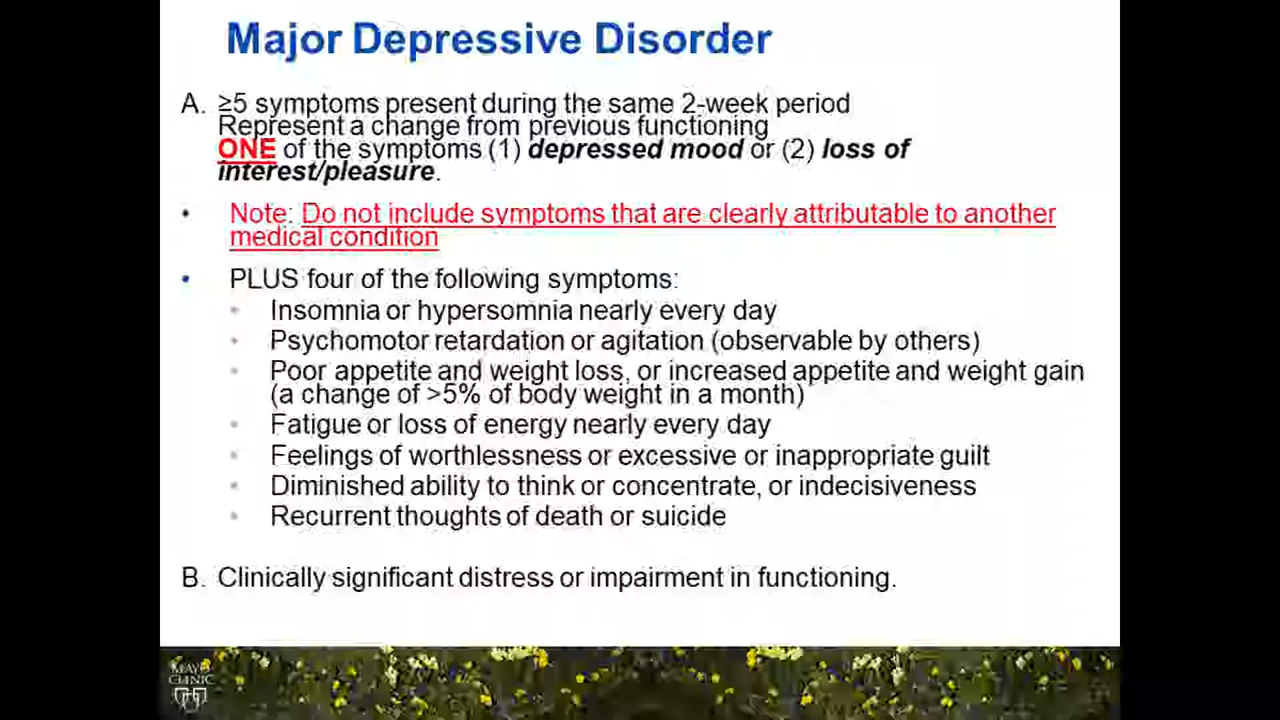 Major Depressive Disorder
A. ≥5 symptoms present during the same 2-week period
Represent a change from previous functioning
ONE of the symptoms (1) depressed mood or (2) loss of
interest/pleasure.
• Note: Do not include symptoms that are clearly attributable to another
medical condition
• PLUS four of the following symptoms:
• Insomnia or hypersomnia nearly every day
• Psychomotor retardation or agitation (observable by others)
• Poor appetite and weight loss, or increased appetite and weight gain
(a change of >5% of body weight in a month)
• Fatigue or loss of energy nearly every day
• Feelings of worthlessness or excessive or inappropriate guilt
• Diminished ability to think or concentrate, or indecisiveness
• Recurrent thoughts of death or suicide
B. Clinically significant distress or impairment in functioning.
MAYO
CLINIC